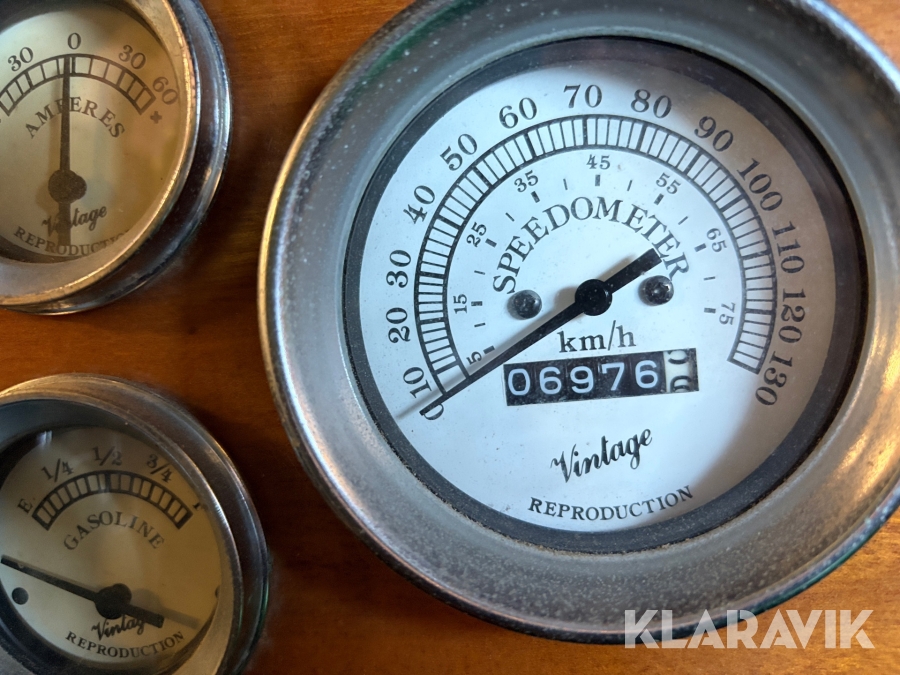 30 0 30 60
AMPERES
Vintage
REPRODUCTION
0 10 20 30 40 50 60 70 80 90 100 110 120 130
5 15 25 35 45 55 65 75
SPEEDOMETER
km/h
06976
Vintage
REPRODUCTION
E 1/4 1/2 3/4
GASOLINE
Vintage
REPRODUCTION
KLARAVIK